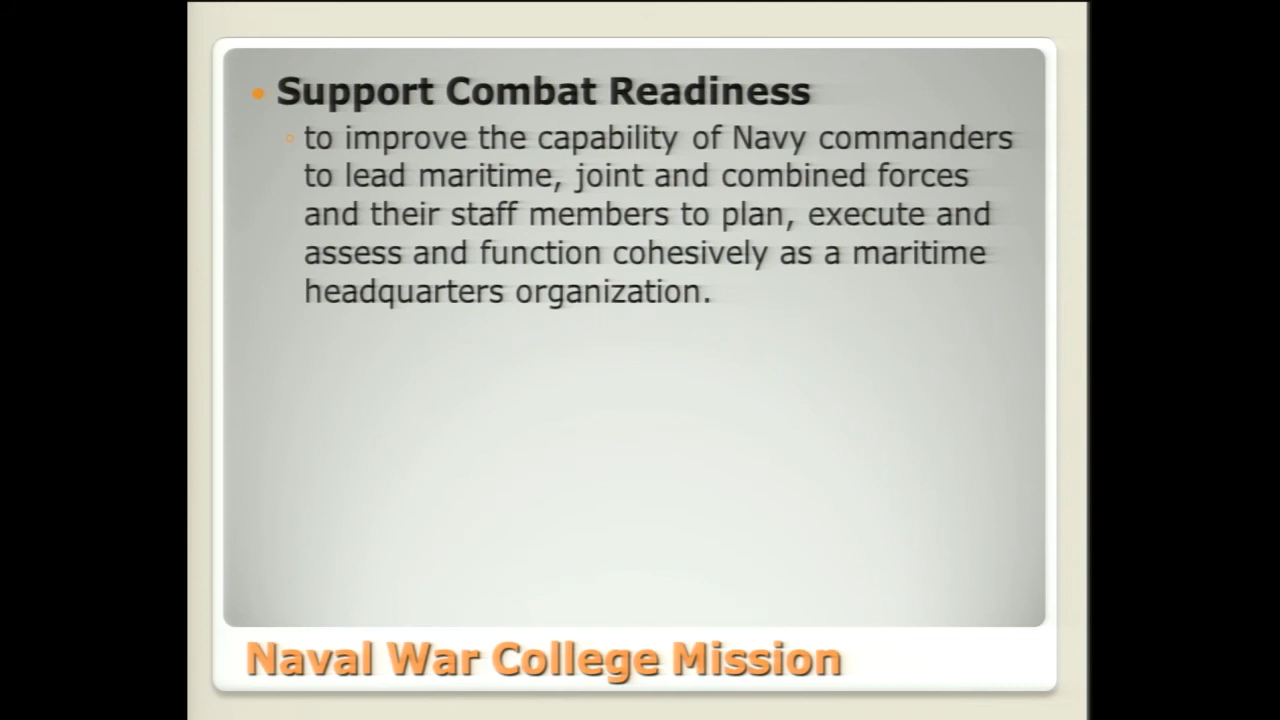 Support Combat Readiness
to improve the capability of Navy commanders
to lead maritime, joint and combined forces
and their staff members to plan, execute and
assess and function cohesively as a maritime
headquarters organization.
Naval War College Mission